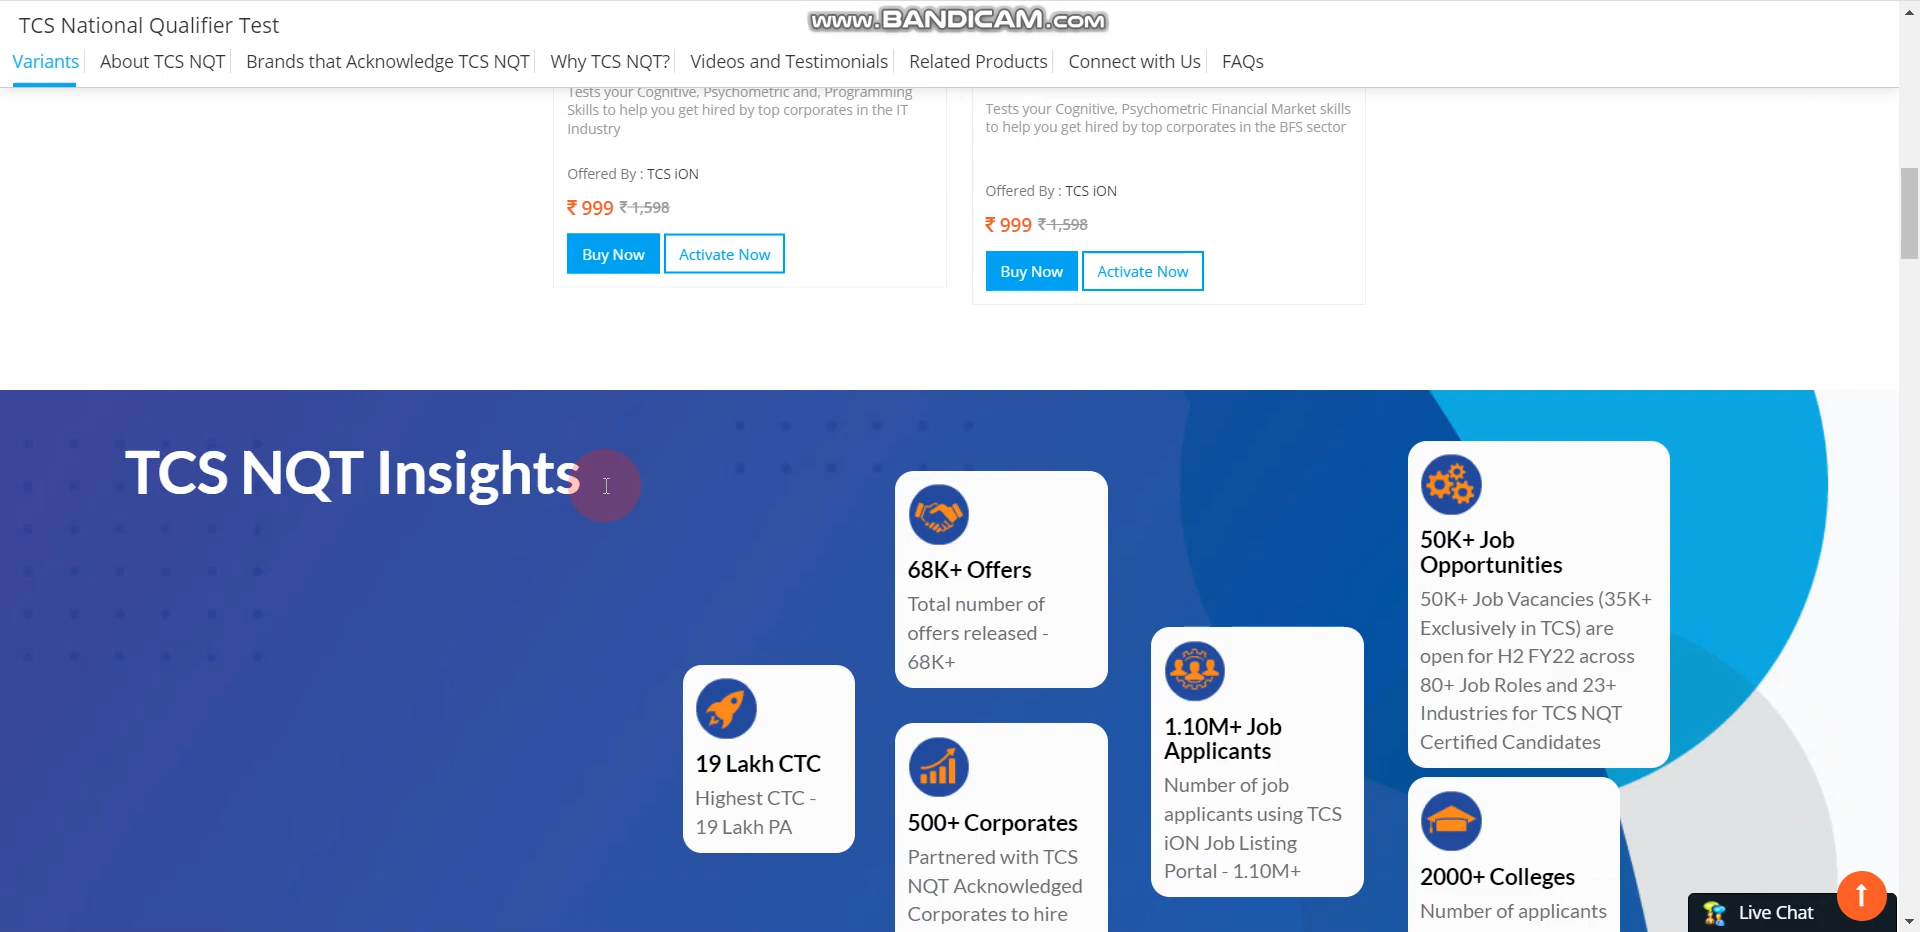 TCS National Qualifier Test
www.BANDICAM.com
Variants
About TCS NQT
Brands that Acknowledge TCS NQT
Why TCS NQT?
Videos and Testimonials
Related Products
Connect with Us
FAQs
Tests your Cognitive, Psychometric and, Programming
Skills to help you get hired by top corporates in the IT
Industry
Offered By : TCS iON
₹ 999 ₹ 1,598
Buy Now
Activate Now
Tests your Cognitive, Psychometric Financial Market skills
to help you get hired by top corporates in the BFS sector
Offered By : TCS iON
₹ 999 ₹ 1,598
Buy Now
Activate Now
TCS NQT Insights
19 Lakh CTC
Highest CTC -
19 Lakh PA
68K+ Offers
Total number of
offers released -
68K+
500+ Corporates
Partnered with TCS
NQT Acknowledged
Corporates to hire
1.10M+ Job
Applicants
Number of job
applicants using TCS
iON Job Listing
Portal - 1.10M+
50K+ Job
Opportunities
50K+ Job Vacancies (35K+
Exclusively in TCS) are
open for H2 FY22 across
80+ Job Roles and 23+
Industries for TCS NQT
Certified Candidates
2000+ Colleges
Number of applicants
Live Chat